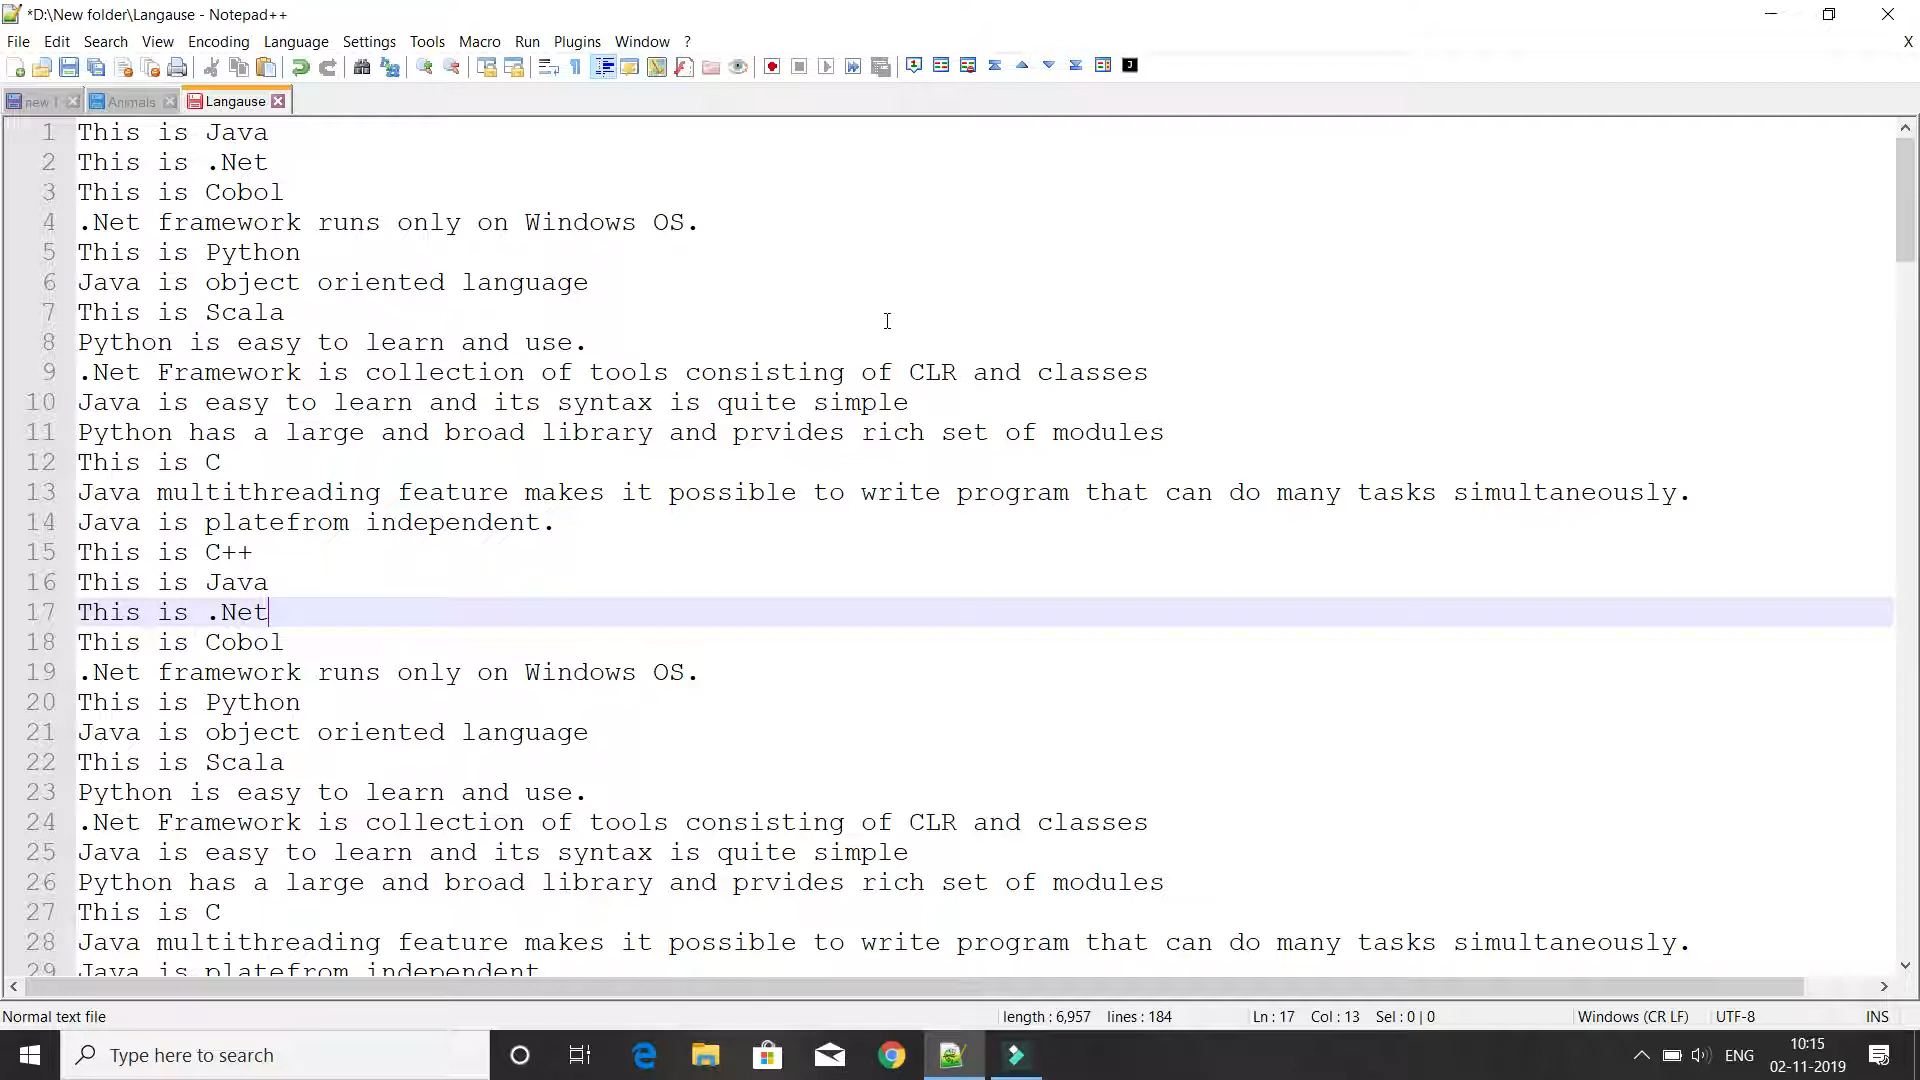 *D:\New folder\Langause - Notepad++
File Edit Search View Encoding Language Settings Tools Macro Run Plugins Window ? X
new 1 Animals Langause
1 This is Java
2 This is .Net
3 This is Cobol
4 .Net framework runs only on Windows OS.
5 This is Python
6 Java is object oriented language
7 This is Scala
8 Python is easy to learn and use.
9 .Net Framework is collection of tools consisting of CLR and classes
10 Java is easy to learn and its syntax is quite simple
11 Python has a large and broad library and prvides rich set of modules
12 This is C
13 Java multithreading feature makes it possible to write program that can do many tasks simultaneously.
14 Java is platefrom independent.
15 This is C++
16 This is Java
17 This is .Net
18 This is Cobol
19 .Net framework runs only on Windows OS.
20 This is Python
21 Java is object oriented language
22 This is Scala
23 Python is easy to learn and use.
24 .Net Framework is collection of tools consisting of CLR and classes
25 Java is easy to learn and its syntax is quite simple
26 Python has a large and broad library and prvides rich set of modules
27 This is C
28 Java multithreading feature makes it possible to write program that can do many tasks simultaneously.
29 Java is platefrom independent
Normal text file length : 6,957 lines : 184 Ln : 17 Col : 13 Sel : 0 | 0 Windows (CR LF) UTF-8 INS
Type here to search ENG 10:15
02-11-2019